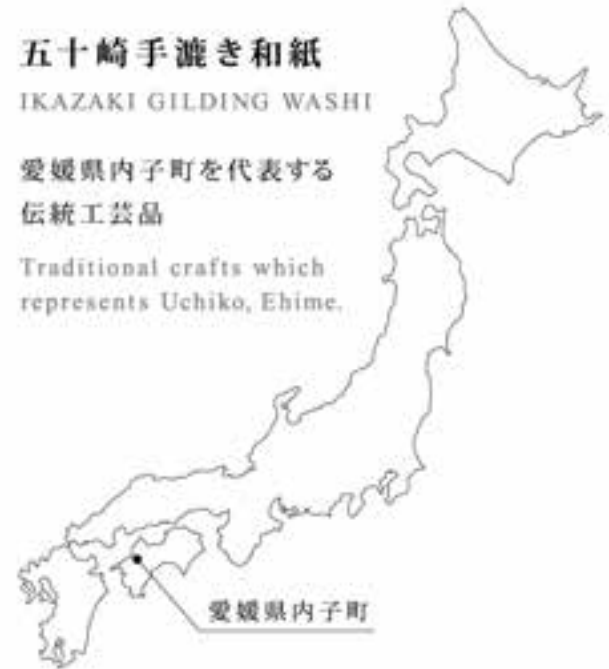 五十崎手漉き和紙
IKAZAKI GILDING WASHI
愛媛県内子町を代表する
伝統工芸品
Traditional crafts which
represents Uchiko, Ehime.
愛媛県内子町